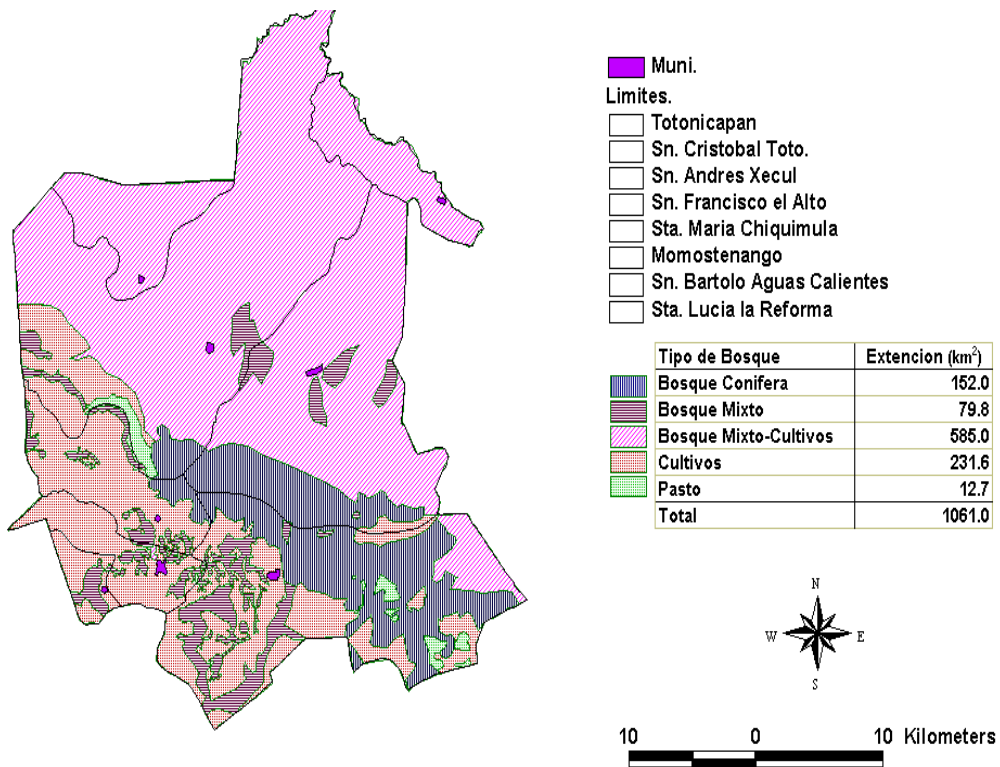 Muni.
Limites.
Totonicapan
Sn. Cristobal Toto.
Sn. Andres Xecul
Sn. Francisco el Alto
Sta. Maria Chiquimula
Momostenango
Sn. Bartolo Aguas Calientes
Sta. Lucia la Reforma
Tipo de Bosque Extencion (km²)
Bosque Conifera 152.0
Bosque Mixto 79.8
Bosque Mixto-Cultivos 585.0
Cultivos 231.6
Pasto 12.7
Total 1061.0
N
W E
S
10 0 10 Kilometers